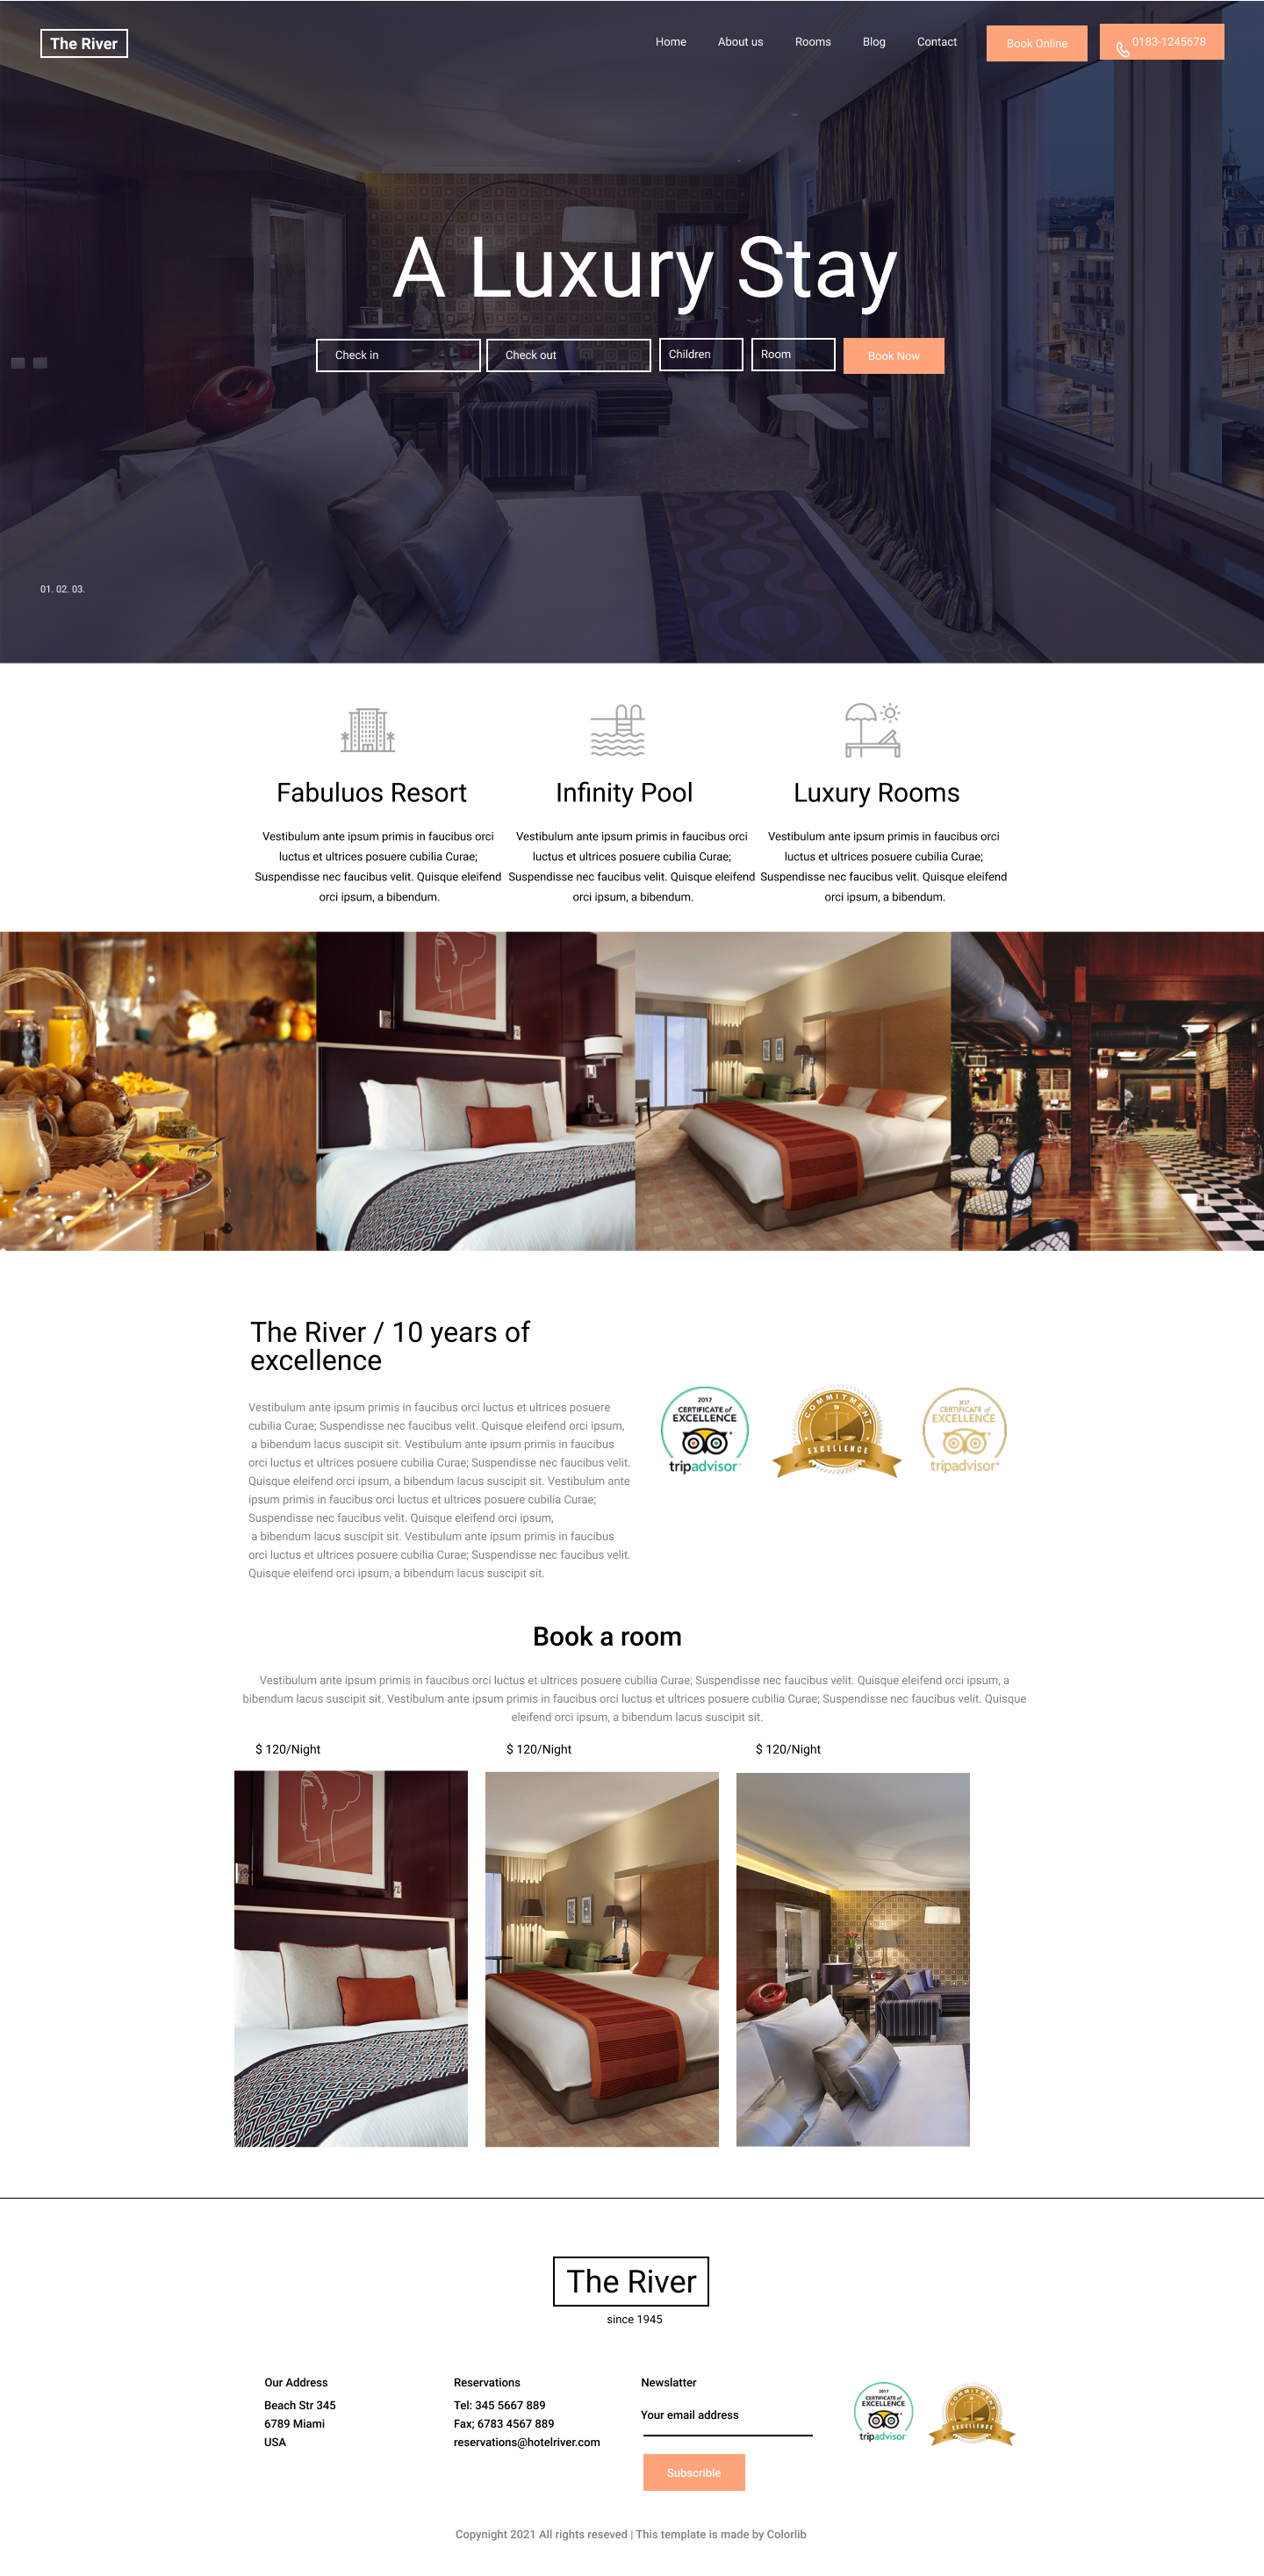 The River
Home About us Rooms Blog Contact Book Online 0183-1245678
A Luxury Stay
Check in Check out Children Room Book Now
01. 02. 03.
Fabuluos Resort
Vestibulum ante ipsum primis in faucibus orci
luctus et ultrices posuere cubilia Curae;
Suspendisse nec faucibus velit. Quisque eleifend
orci ipsum, a bibendum.
Infinity Pool
Vestibulum ante ipsum primis in faucibus orci
luctus et ultrices posuere cubilia Curae;
Suspendisse nec faucibus velit. Quisque eleifend
orci ipsum, a bibendum.
Luxury Rooms
Vestibulum ante ipsum primis in faucibus orci
luctus et ultrices posuere cubilia Curae;
Suspendisse nec faucibus velit. Quisque eleifend
orci ipsum, a bibendum.
The River / 10 years of
excellence
Vestibulum ante ipsum primis in faucibus orci luctus et ultrices posuere
cubilia Curae; Suspendisse nec faucibus velit. Quisque eleifend orci ipsum,
a bibendum lacus suscipit sit. Vestibulum ante ipsum primis in faucibus
orci luctus et ultrices posuere cubilia Curae; Suspendisse nec faucibus velit.
Quisque eleifend orci ipsum, a bibendum lacus suscipit sit. Vestibulum ante
ipsum primis in faucibus orci luctus et ultrices posuere cubilia Curae;
Suspendisse nec faucibus velit. Quisque eleifend orci ipsum,
a bibendum lacus suscipit sit. Vestibulum ante ipsum primis in faucibus
orci luctus et ultrices posuere cubilia Curae; Suspendisse nec faucibus velit.
Quisque eleifend orci ipsum, a bibendum lacus suscipit sit.
2017
CERTIFICATE of
EXCELLENCE
tripadvisor
COMMITMENT
EXCELLENCE
2017
CERTIFICATE of
EXCELLENCE
tripadvisor
Book a room
Vestibulum ante ipsum primis in faucibus orci luctus et ultrices posuere cubilia Curae; Suspendisse nec faucibus velit. Quisque eleifend orci ipsum, a
bibendum lacus suscipit sit. Vestibulum ante ipsum primis in faucibus orci luctus et ultrices posuere cubilia Curae; Suspendisse nec faucibus velit. Quisque
eleifend orci ipsum, a bibendum lacus suscipit sit.
$ 120/Night
$ 120/Night
$ 120/Night
The River
since 1945
Our Address
Beach Str 345
6789 Miami
USA
Reservations
Tel: 345 5667 889
Fax; 6783 4567 889
reservations@hotelriver.com
Newslatter
Your email address
Subscrible
2017
CERTIFICATE of
EXCELLENCE
tripadvisor
COMMITMENT
EXCELLENCE
Copynight 2021 All rights reseved | This template is made by Colorlib